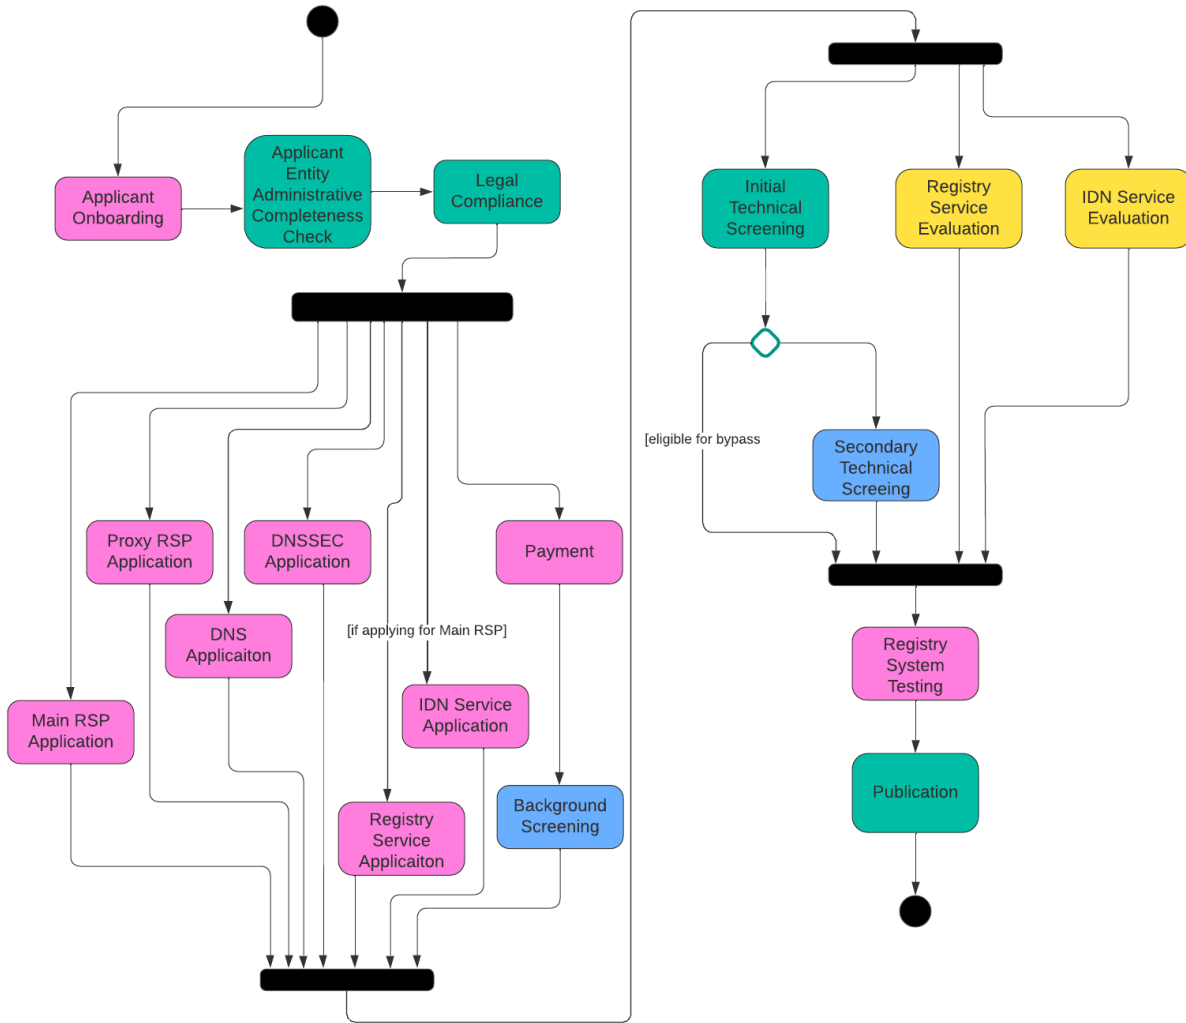 Applicant
Onboarding
Applicant
Entity
Administrative
Completeness
Check
Legal
Compliance
Proxy RSP
Application
DNSSEC
Application
Payment
DNS
Applicaiton
[if applying for Main RSP]
Main RSP
Application
IDN Service
Application
Registry
Service
Applicaiton
Background
Screening
Initial
Technical
Screening
Registry
Service
Evaluation
IDN Service
Evaluation
[eligible for bypass
Secondary
Technical
Screeing
Registry
System
Testing
Publication